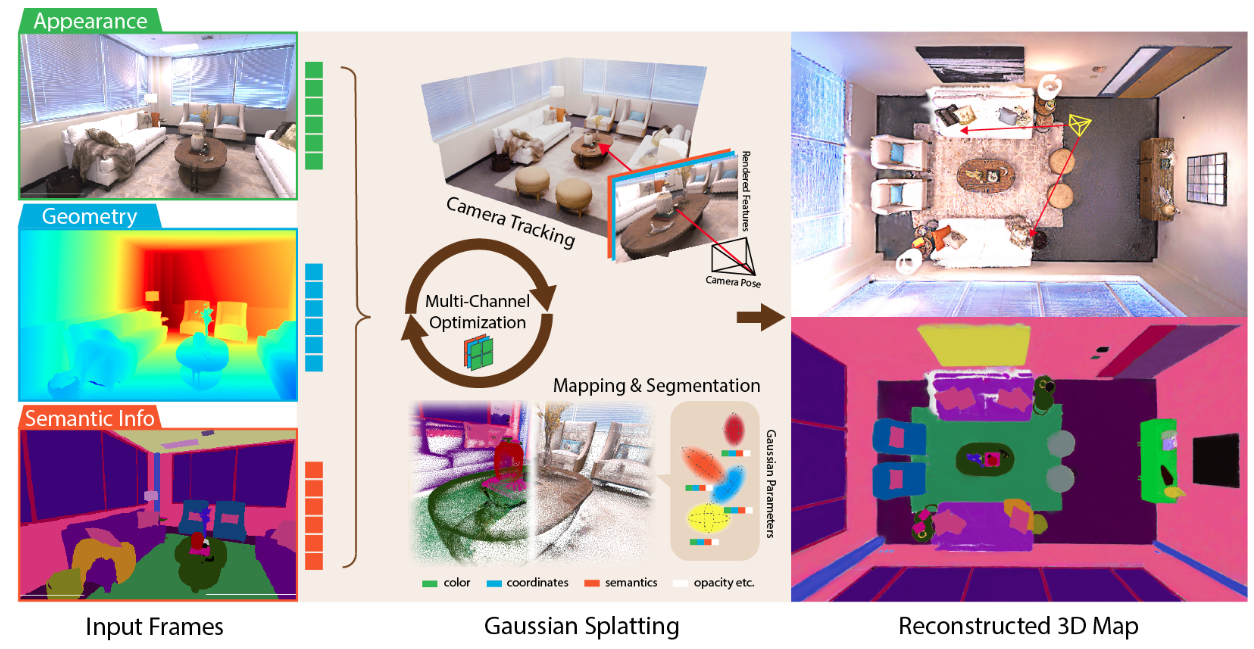 Appearance
Geometry
Semantic Info
Input Frames
Camera Tracking
Rendered Features
Camera Pose
Multi-Channel
Optimization
Mapping & Segmentation
Gaussian Parameters
color
coordinates
semantics
opacity etc.
Gaussian Splatting
Reconstructed 3D Map